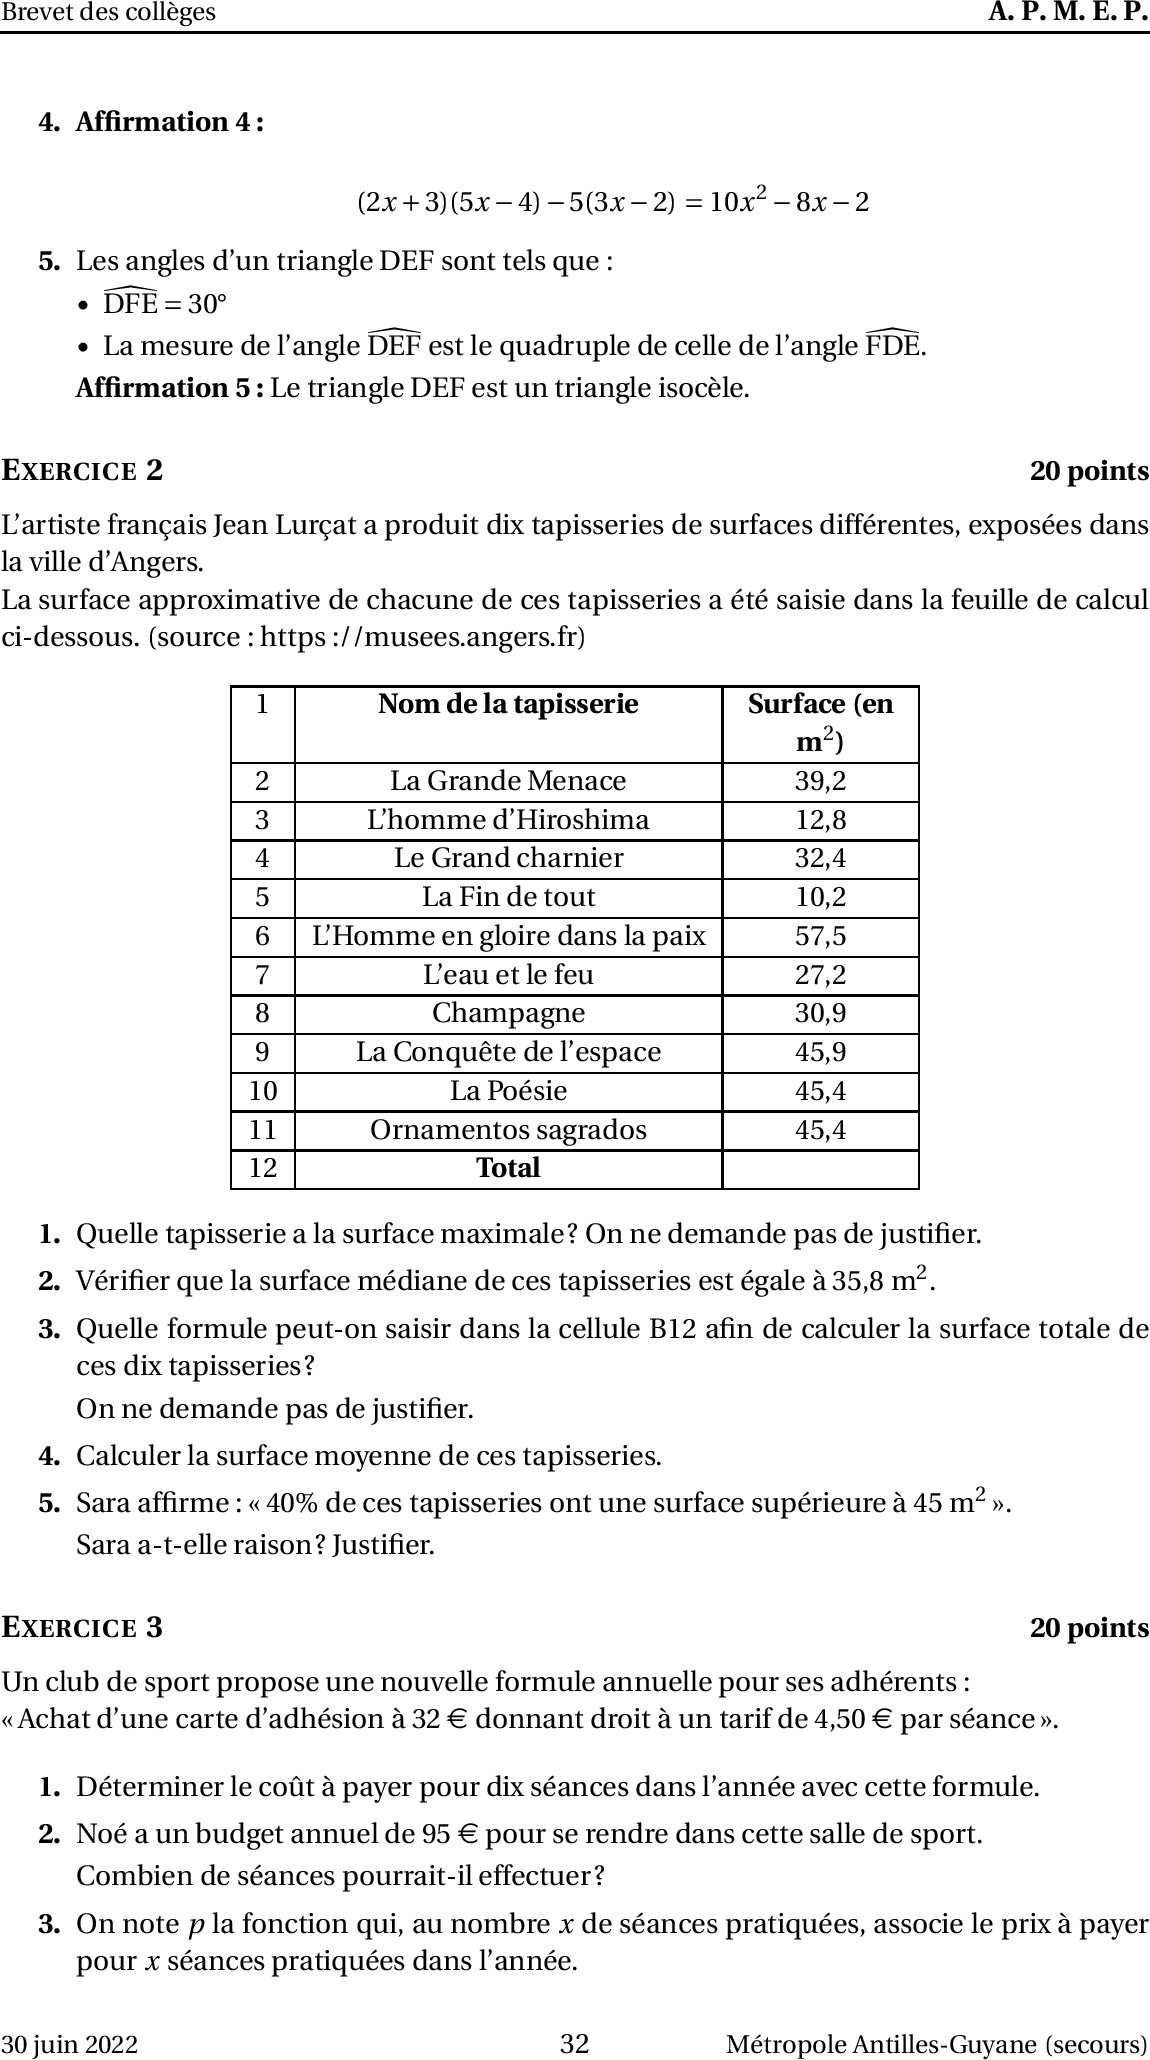 Brevet des collèges A. P. M. E. P.
4. Affirmation 4 :
(2x + 3)(5x − 4) − 5(3x − 2) = 10x² − 8x − 2
5. Les angles d’un triangle DEF sont tels que :
• DFE = 30°
• La mesure de l’angle DEF est le quadruple de celle de l’angle FDE.
Affirmation 5 : Le triangle DEF est un triangle isocèle.
EXERCICE 2 20 points
L’artiste français Jean Lurçat a produit dix tapisseries de surfaces différentes, exposées dans
la ville d’Angers.
La surface approximative de chacune de ces tapisseries a été saisie dans la feuille de calcul
ci-dessous. (source : https ://musees.angers.fr)
1 Nom de la tapisserie Surface (en
m²)
2 La Grande Menace 39,2
3 L’homme d’Hiroshima 12,8
4 Le Grand charnier 32,4
5 La Fin de tout 10,2
6 L’Homme en gloire dans la paix 57,5
7 L’eau et le feu 27,2
8 Champagne 30,9
9 La Conquête de l’espace 45,9
10 La Poésie 45,4
11 Ornamentos sagrados 45,4
12 Total
1. Quelle tapisserie a la surface maximale ? On ne demande pas de justifier.
2. Vérifier que la surface médiane de ces tapisseries est égale à 35,8 m².
3. Quelle formule peut-on saisir dans la cellule B12 afin de calculer la surface totale de
ces dix tapisseries ?
On ne demande pas de justifier.
4. Calculer la surface moyenne de ces tapisseries.
5. Sara affirme : « 40% de ces tapisseries ont une surface supérieure à 45 m² ».
Sara a-t-elle raison ? Justifier.
EXERCICE 3 20 points
Un club de sport propose une nouvelle formule annuelle pour ses adhérents :
« Achat d’une carte d’adhésion à 32 € donnant droit à un tarif de 4,50 € par séance ».
1. Déterminer le coût à payer pour dix séances dans l’année avec cette formule.
2. Noé a un budget annuel de 95 € pour se rendre dans cette salle de sport.
Combien de séances pourrait-il effectuer ?
3. On note p la fonction qui, au nombre x de séances pratiquées, associe le prix à payer
pour x séances pratiquées dans l’année.
30 juin 2022 32 Métropole Antilles-Guyane (secours)